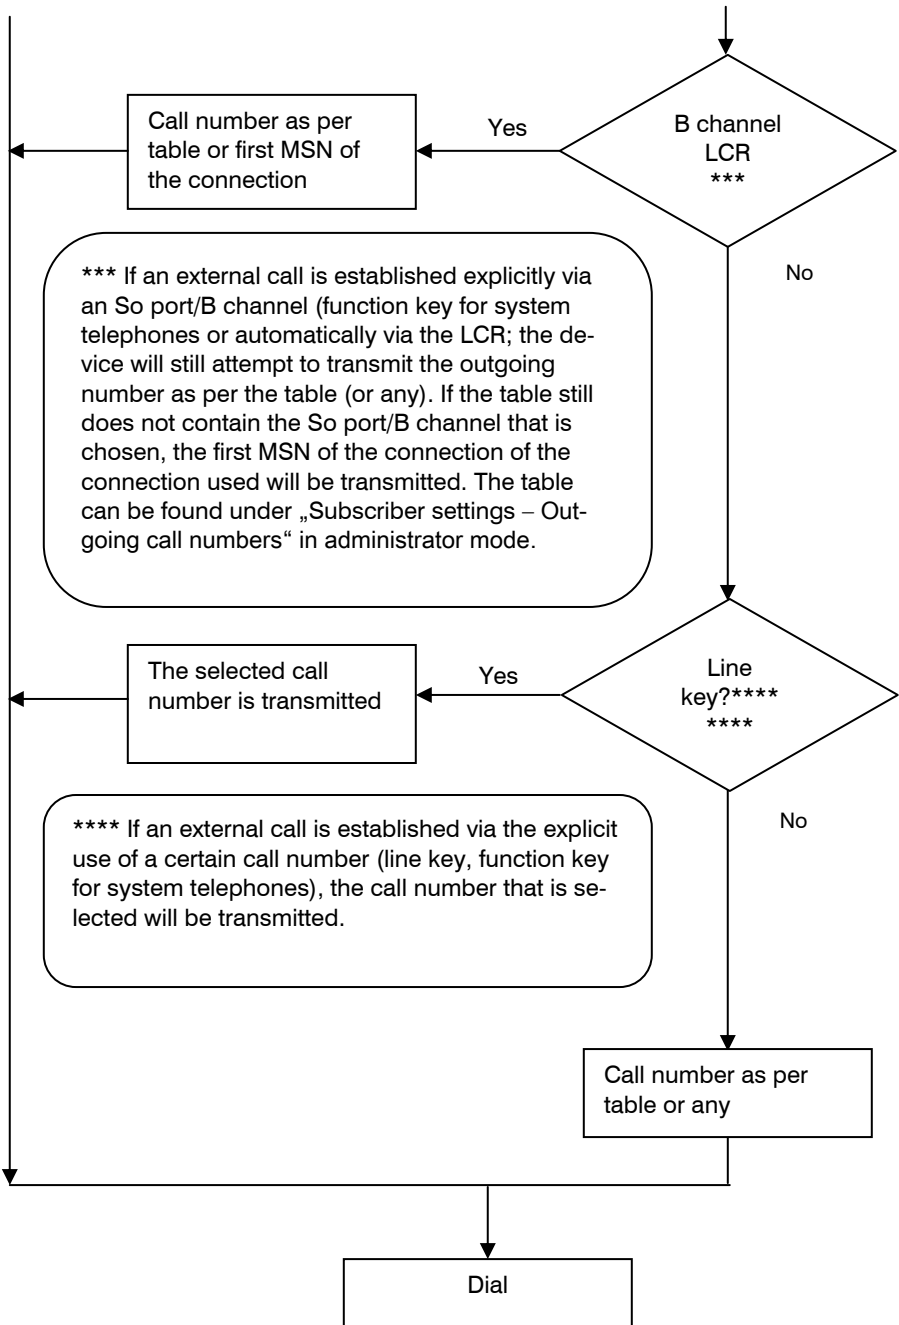 Call number as per
table or first MSN of
the connection
Yes
B channel
LCR
***
No
*** If an external call is established explicitly via
an So port/B channel (function key for system
telephones or automatically via the LCR; the de-
vice will still attempt to transmit the outgoing
number as per the table (or any). If the table still
does not contain the So port/B channel that is
chosen, the first MSN of the connection of the
connection used will be transmitted. The table
can be found under „Subscriber settings – Out-
going call numbers“ in administrator mode.
The selected call
number is transmitted
Yes
Line
key?****
****
No
**** If an external call is established via the explicit
use of a certain call number (line key, function key
for system telephones), the call number that is se-
lected will be transmitted.
Call number as per
table or any
Dial